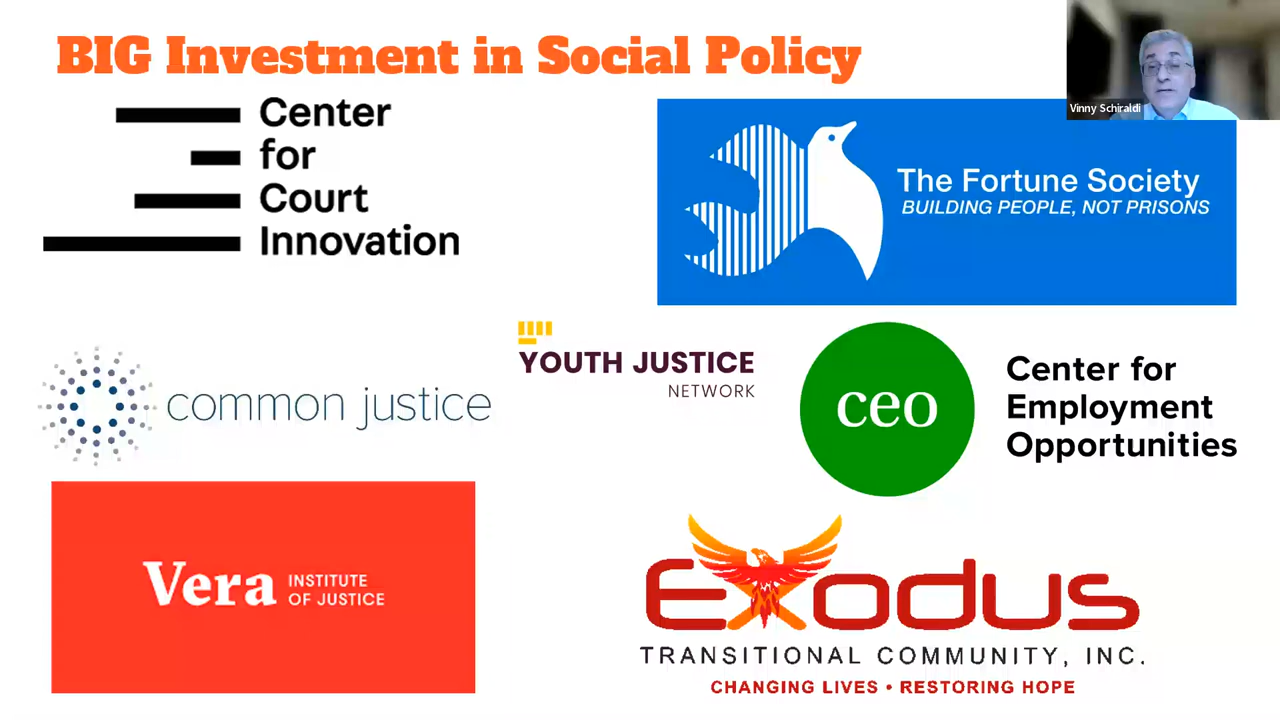 BIG Investment in Social Policy
Vinny Schiraldi
Center
for
Court
Innovation
The Fortune Society
BUILDING PEOPLE, NOT PRISONS
YOUTH JUSTICE
NETWORK
common justice
ceo
Center for
Employment
Opportunities
Vera INSTITUTE
OF JUSTICE
Exodus
TRANSITIONAL COMMUNITY, INC.
CHANGING LIVES • RESTORING HOPE